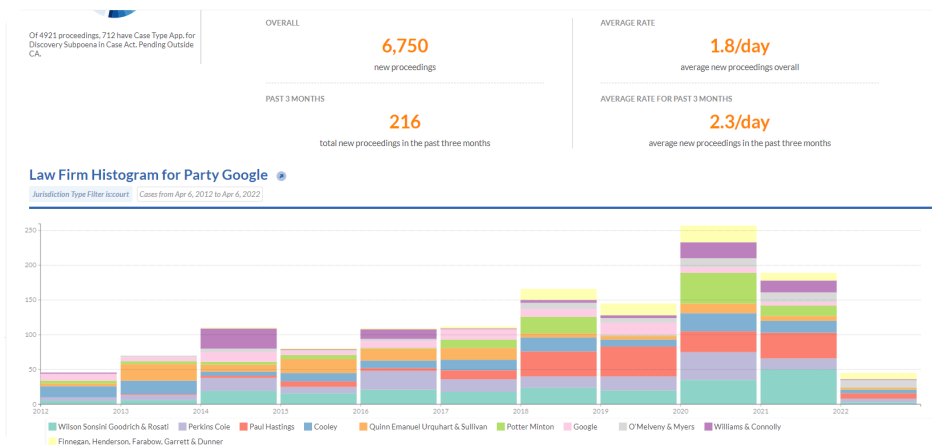 Of 4921 proceedings, 712 have Case Type App. for
Discovery Subpoena in Case Act. Pending Outside
CA.
OVERALL
6,750
new proceedings
AVERAGE RATE
1.8/day
average new proceedings overall
PAST 3 MONTHS
216
total new proceedings in the past three months
AVERAGE RATE FOR PAST 3 MONTHS
2.3/day
average new proceedings in the past three months
Law Firm Histogram for Party Google
Jurisdiction Type Filter is:court
Cases from Apr 6, 2012 to Apr 6, 2022
250
200
150
100
50
0
2012 2013 2014 2015 2016 2017 2018 2019 2020 2021 2022
Wilson Sonsini Goodrich & Rosati Perkins Coie Paul Hastings Cooley Quinn Emanuel Urquhart & Sullivan Potter Minton Google O'Melveny & Myers Williams & Connolly
Finnegan, Henderson, Farabow, Garrett & Dunner